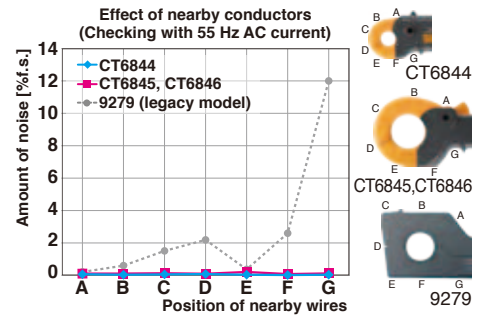 Effect of nearby conductors
(Checking with 55 Hz AC current)
Amount of noise [%f.s.]
14
12
10
8
6
4
2
0
CT6844
CT6845, CT6846
9279 (legacy model)
A B C D E F G
Position of nearby wires
B A
C
D
E F G
CT6844
B
C A
D
G
E F
CT6845,CT6846
C B
A
D
E F G
9279